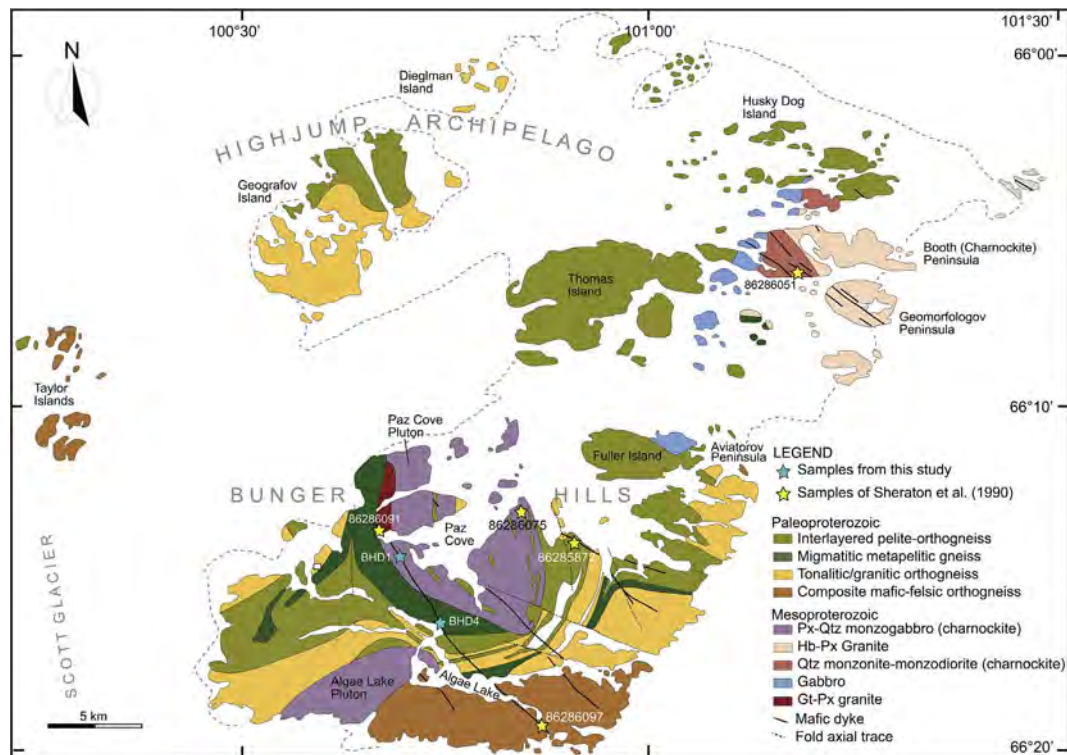 100°30'
101°00'
101°30'
66°00'
N
Dieglman
Island
Husky Dog
Island
HIGHJUMP ARCHIPELAGO
Geografov
Island
Booth (Charnockite)
Peninsula
Thomas
Island
86286051
Geomorfologov
Peninsula
Taylor
Islands
66°10'
Paz Cove
Pluton
Fuller Island
Aviatorov
Peninsula
BUNGER HILLS
86286091
Paz
Cove
86286075
86285872
BHD1
BHD4
SCOTT GLACIER
Algae Lake
Pluton
Algae Lake
86286097
5 km
66°20'
LEGEND
Samples from this study
Samples of Sheraton et al. (1990)
Paleoproterozoic
Interlayered pelite-orthogneiss
Migmatitic metapelitic gneiss
Tonalitic/granitic orthogneiss
Composite mafic-felsic orthogneiss
Mesoproterozoic
Px-Qtz monzogabbro (charnockite)
Hb-Px Granite
Qtz monzonite-monzodiorite (charnockite)
Gabbro
Gt-Px granite
Mafic dyke
Fold axial trace